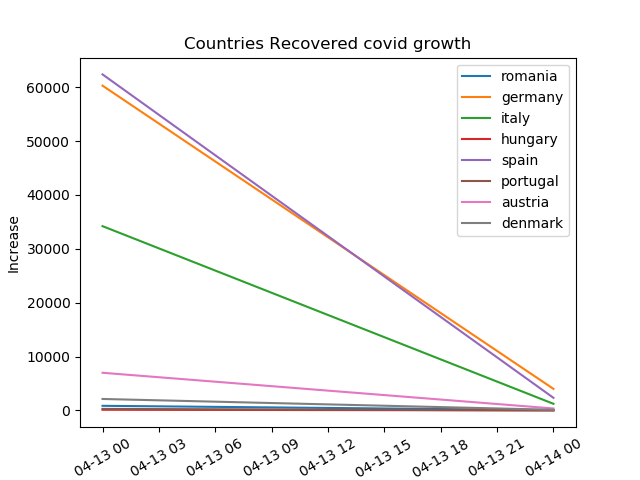 Countries Recovered covid growth
romania
germany
italy
hungary
spain
portugal
austria
denmark
Increase
60000
50000
40000
30000
20000
10000
0
04-13 00
04-13 03
04-13 06
04-13 09
04-13 12
04-13 15
04-13 18
04-13 21
04-14 00